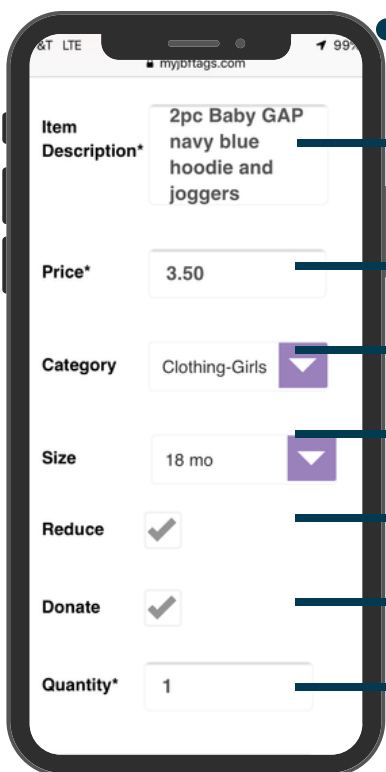 &T LTE 99%
myjbftags.com
Item
Description*
2pc Baby GAP
navy blue
hoodie and
joggers
Price*
3.50
Category
Clothing-Girls
Size
18 mo
Reduce
Donate
Quantity*
1